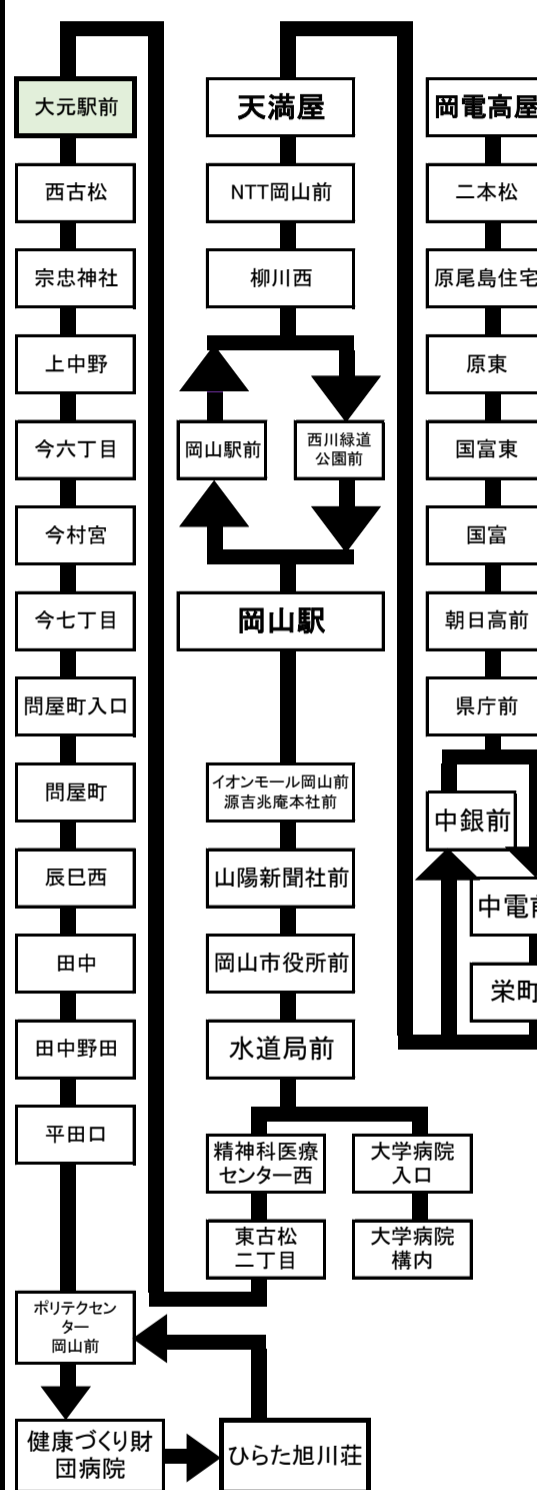 大元駅前
西古松
宗忠神社
上中野
今六丁目
今村宮
今七丁目
問屋町入口
問屋町
辰巳西
田中
田中野田
平田口
ポリテクセン
ター
岡山前
健康づくり財
団病院
ひらた旭川荘
天満屋
NTT岡山前
柳川西
岡山駅前
西川緑道
公園前
岡山駅
イオンモール岡山前
源吉兆庵本社前
山陽新聞社前
岡山市役所前
水道局前
精神科医療
センター西
東古松
二丁目
大学病院
入口
大学病院
構内
岡電高屋
二本松
原尾島住宅
原東
国富東
国富
朝日高前
県庁前
中銀前
中電前
栄町